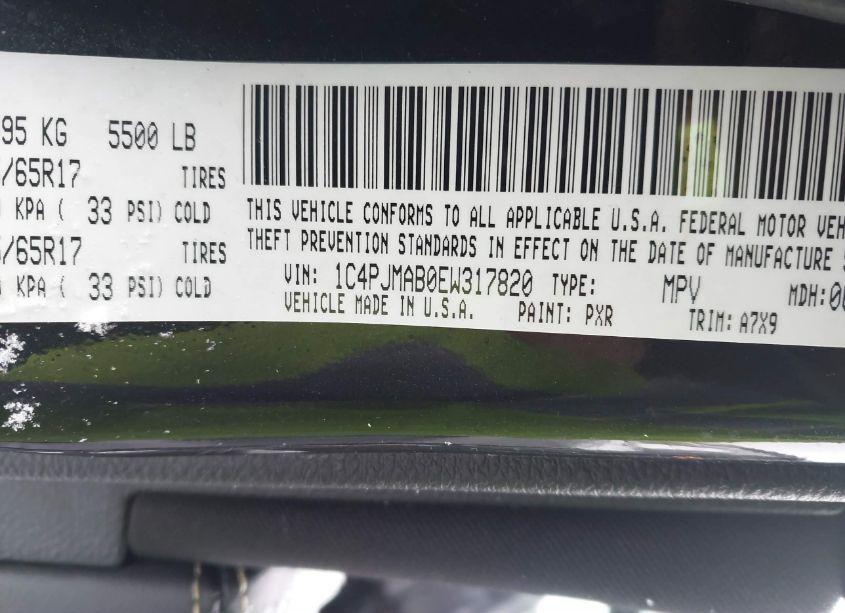 95 KG 5500 LB
/65R17 TIRES
KPA ( 33 PSI) COLD
/65R17 TIRES
KPA ( 33 PSI) COLD
THIS VEHICLE CONFORMS TO ALL APPLICABLE U.S.A. FEDERAL MOTOR VEH
THEFT PREVENTION STANDARDS IN EFFECT ON THE DATE OF MANUFACTURE
VIN: 1C4PJMAB0EW317820 TYPE: MPV MDH:00
VEHICLE MADE IN U.S.A. PAINT: PXR TRIM: A7X9